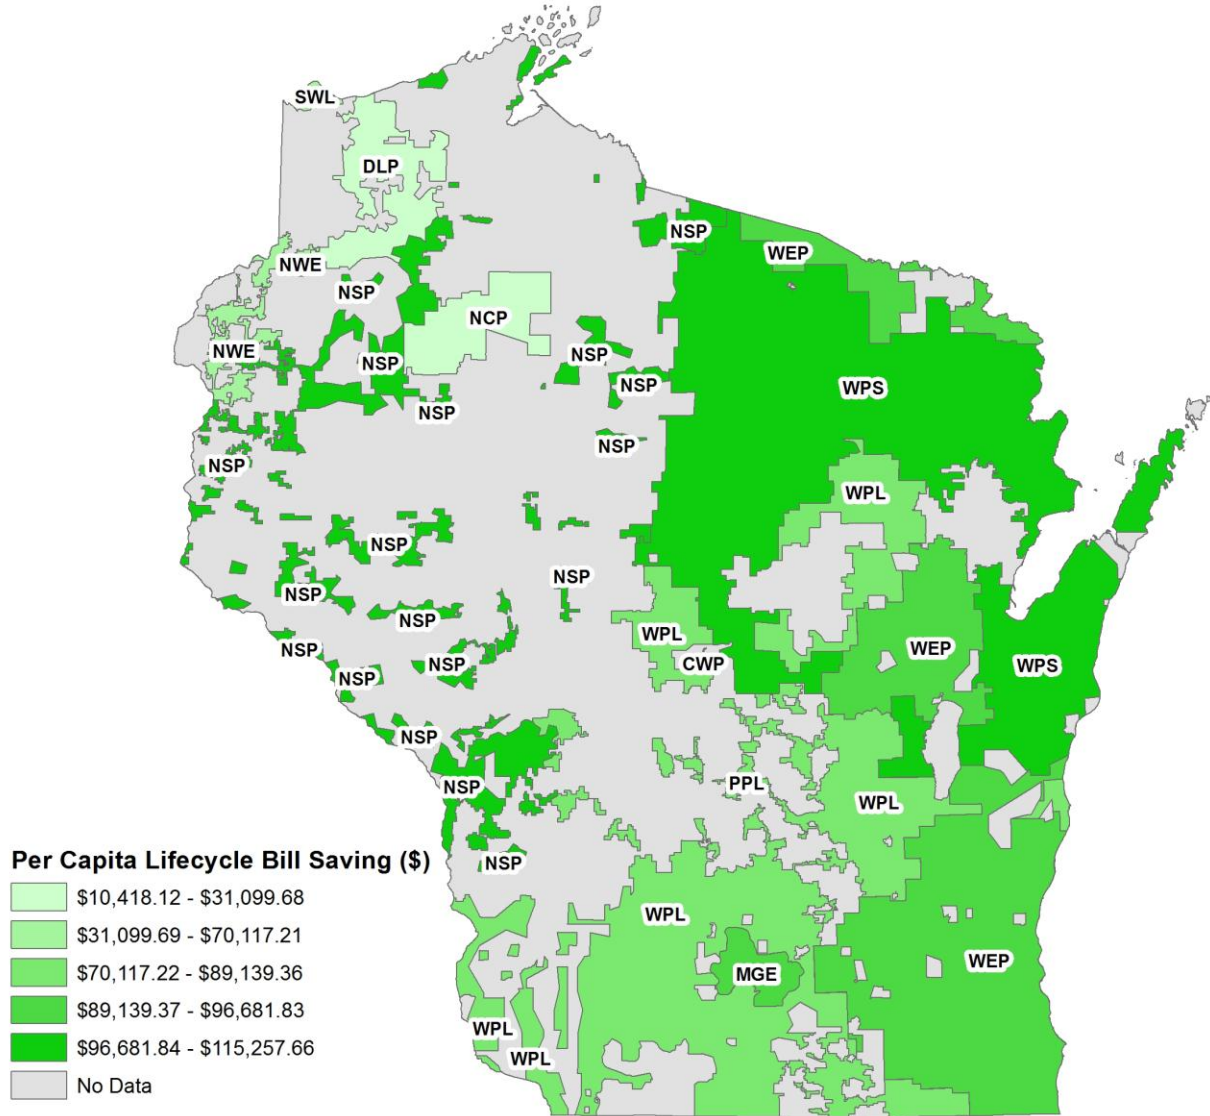 SWL
DLP
NSP
WEP
NWE
NSP
NCP
NWE
NSP
NSP
NSP
WPS
NSP
NSP
NSP
WPL
NSP
NSP
NSP
NSP
WPL
NSP
WEP
NSP
CWP
WPS
NSP
NSP
PPL
NSP
WPL
Per Capita Lifecycle Bill Saving ($)
NSP
$10,418.12 - $31,099.68
WPL
$31,099.69 - $70,117.21
WEP
$70,117.22 - $89,139.36
MGE
$89,139.37 - $96,681.83
WPL
$96,681.84 - $115,257.66
WPL
No Data